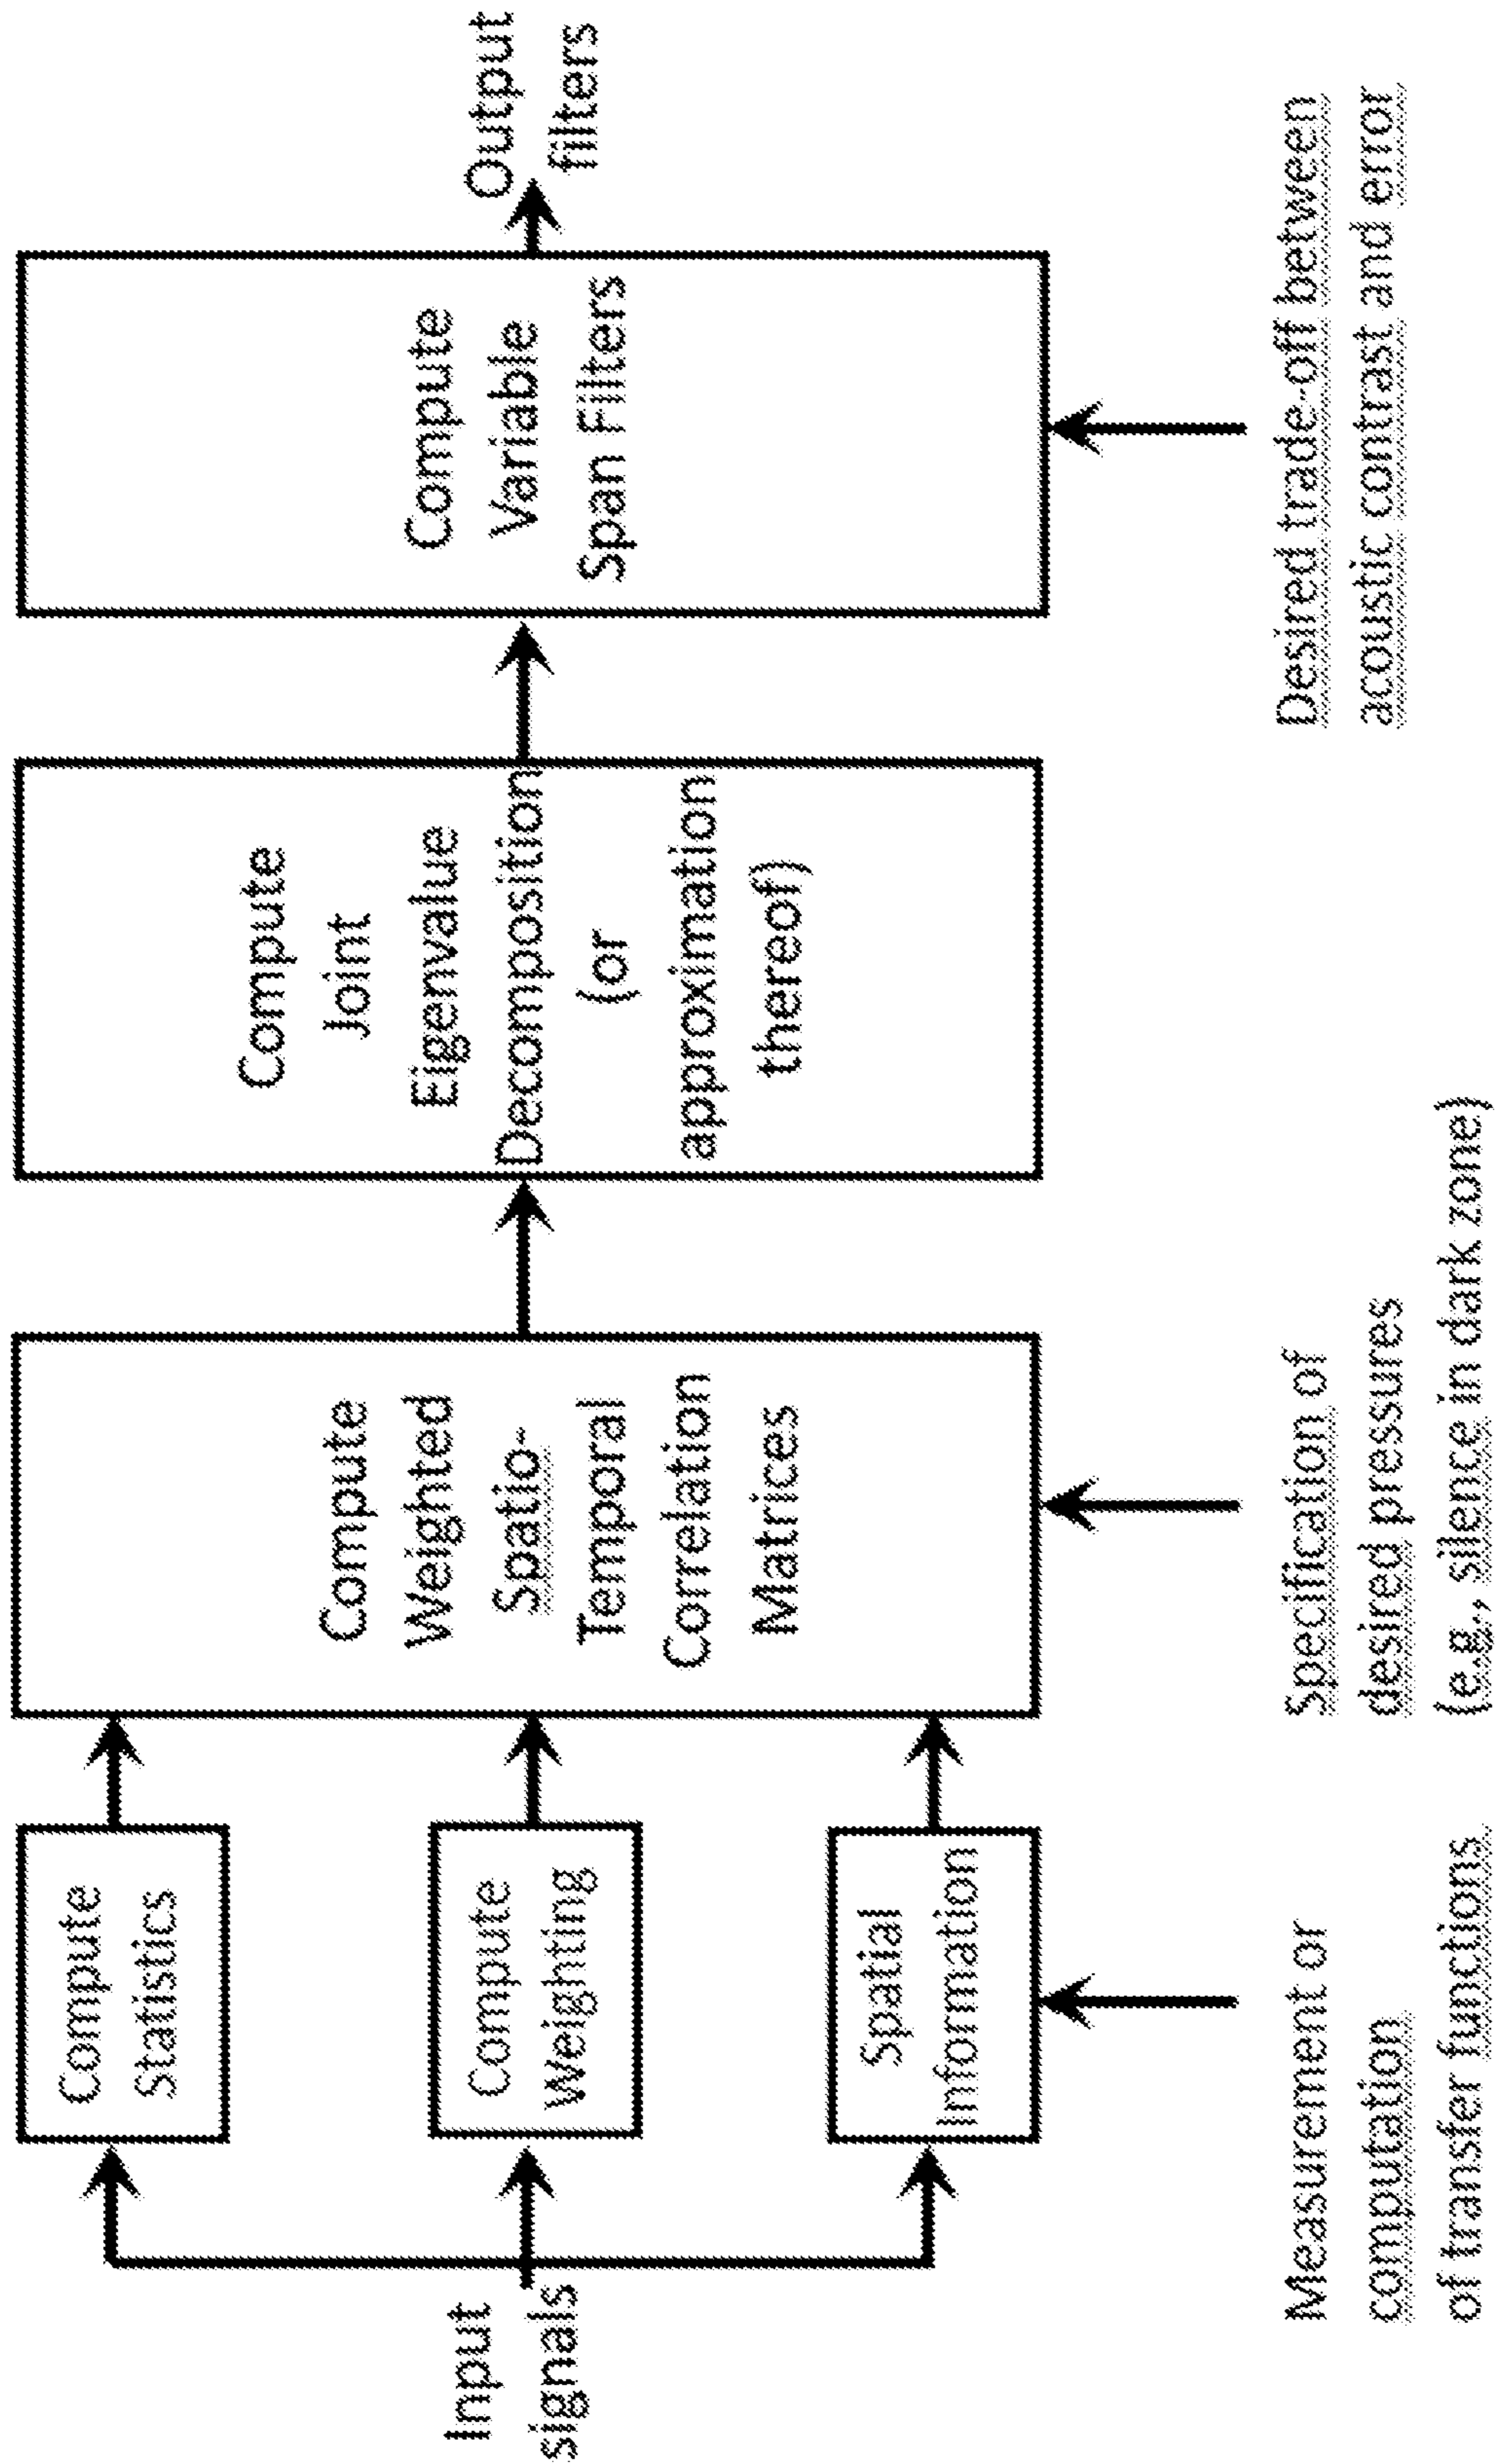 Input
signals
Compute
Statistics
Compute
Weighting
Spatial
Information
Measurement or
computation
of transfer functions
Compute
Weighted
Spatio-
Temporal
Correlation
Matrices
Specification of
desired pressures
(e.g., silence in dark zone)
Compute
Joint
Eigenvalue
Decomposition
(or
approximation
thereof)
Compute
Variable
Span Filters
Desired trade-off between
acoustic contrast and error
Output
filters